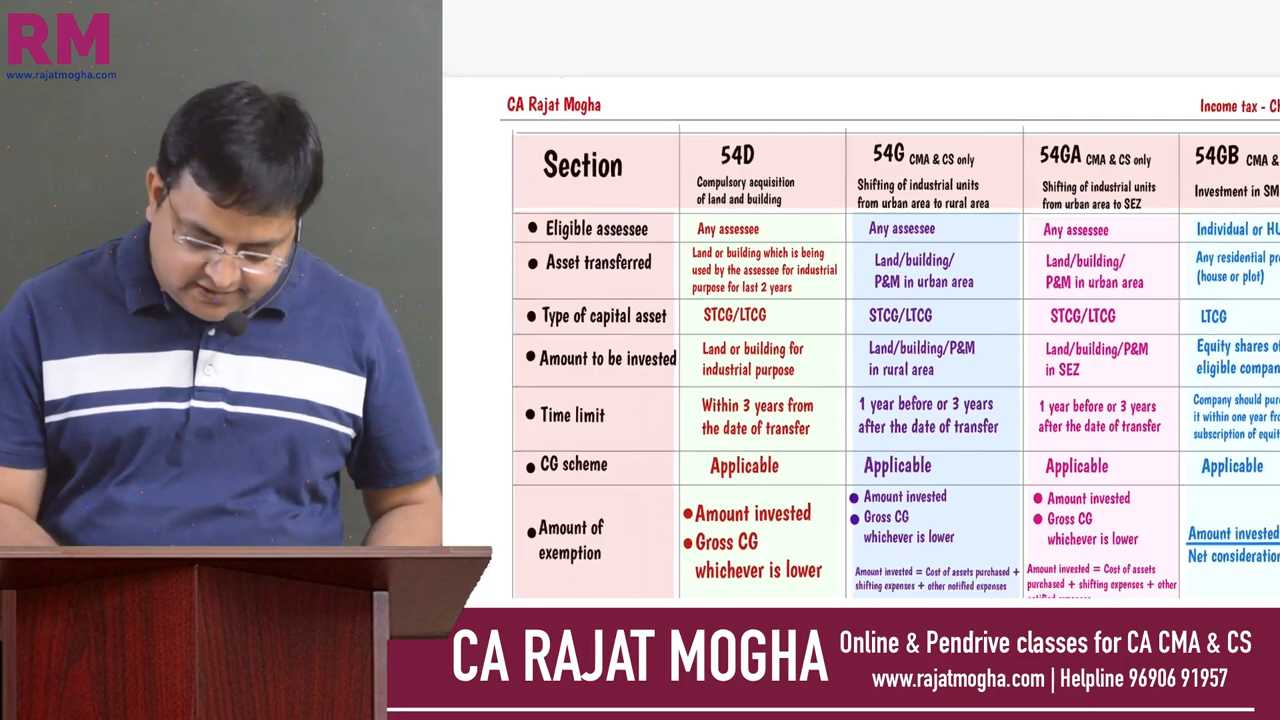 RM
www.rajatmogha.com
CA Rajat Mogha
Income tax - Ch
Section
54D
Compulsory acquisition
of land and building
54G CMA & CS only
Shifting of industrial units
from urban area to rural area
54GA CMA & CS only
Shifting of industrial units
from urban area to SEZ
54GB CMA &
Investment in SM
Eligible assessee
Any assessee
Any assessee
Any assessee
Individual or HU
Asset transferred
Land or building which is being
used by the assessee for industrial
purpose for last 2 years
Land/building/
P&M in urban area
Land/building/
P&M in urban area
Any residential pr
(house or plot)
Type of capital asset
STCG/LTCG
STCG/LTCG
STCG/LTCG
LTCG
Amount to be invested
Land or building for
industrial purpose
Land/building/P&M
in rural area
Land/building/P&M
in SEZ
Equity shares of
eligible compan
Time limit
Within 3 years from
the date of transfer
1 year before or 3 years
after the date of transfer
1 year before or 3 years
after the date of transfer
Company should pur
it within one year fro
subscription of equit
CG scheme
Applicable
Applicable
Applicable
Applicable
Amount of
exemption
Amount invested
Gross CG
whichever is lower
Amount invested
Gross CG
whichever is lower
Amount invested = Cost of assets purchased +
shifting expenses + other notified expenses
Amount invested
Gross CG
whichever is lower
Amount invested = Cost of assets
purchased + shifting expenses + other
Amount invested
Net consideration
CA RAJAT MOGHA
Online & Pendrive classes for CA CMA & CS
www.rajatmogha.com | Helpline 96906 91957